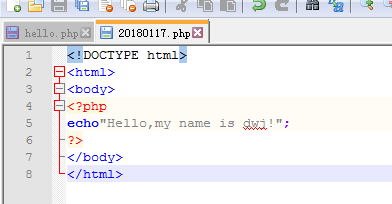 hello.php 20180117.php
1 <!DOCTYPE html>
2 <html>
3 <body>
4 <?php
5 echo"Hello,my name is dwj!";
6 ?>
7 </body>
8 </html>